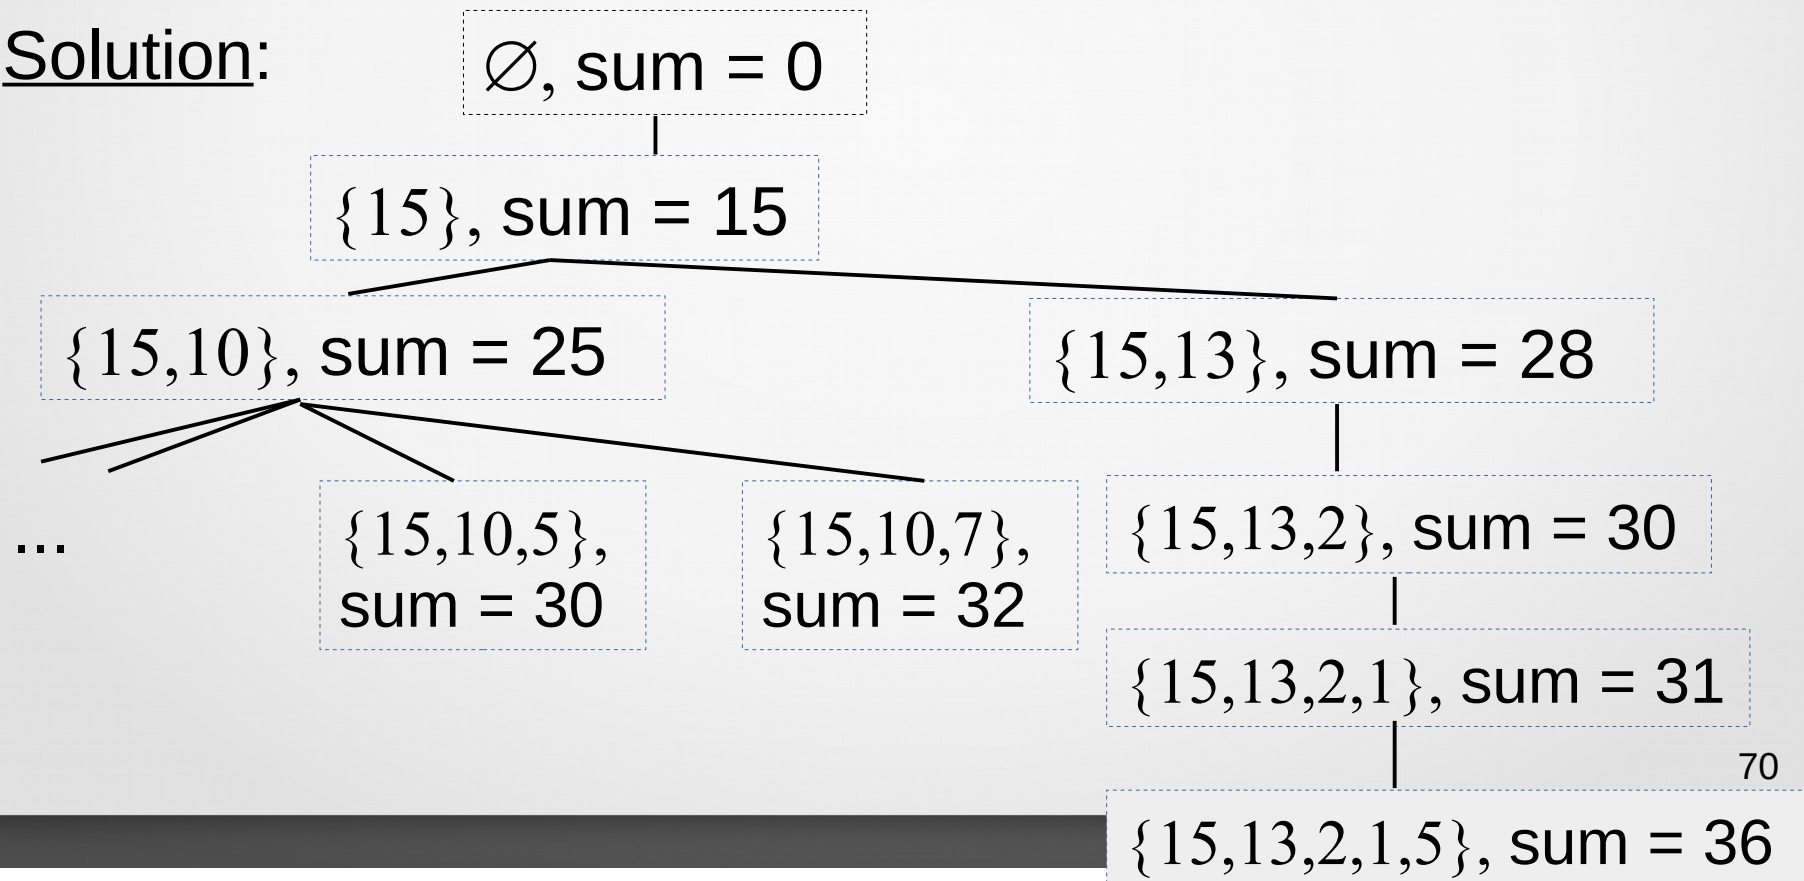 Solution:
∅, sum = 0
{15}, sum = 15
{15,10}, sum = 25
{15,13}, sum = 28
...
{15,10,5},
sum = 30
{15,10,7},
sum = 32
{15,13,2}, sum = 30
{15,13,2,1}, sum = 31
70
{15,13,2,1,5}, sum = 36